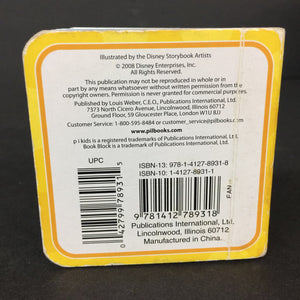 Illustrated by the Disney Storybook Artists
© 2008 Disney Enterprises, Inc.
All Rights Reserved.
This publication may not be reproduced in whole or in
part by any means whatsoever without written permission from the
copyright owners. Permission is never granted for commercial purposes.
Published by Louis Weber, C.E.O., Publications International, Ltd.
7373 North Cicero Avenue, Lincolnwood, Illinois 60712
Ground Floor, 59 Gloucester Place, London W1U 8JJ
Customer Service: 1-800-595-8484 or customer_service@pilbooks.com
www.pilbooks.com
p i kids is a registered trademark of Publications International, Ltd.
Book Block is a trademark of Publications International, Ltd.
UPC
ISBN-13: 978-1-4127-8931-8
ISBN-10: 1-4127-8931-1
0 42799 78931 5
9 781412 789318
FAN
Publications International, Ltd.
Lincolnwood, Illinois 60712
Manufactured in China.